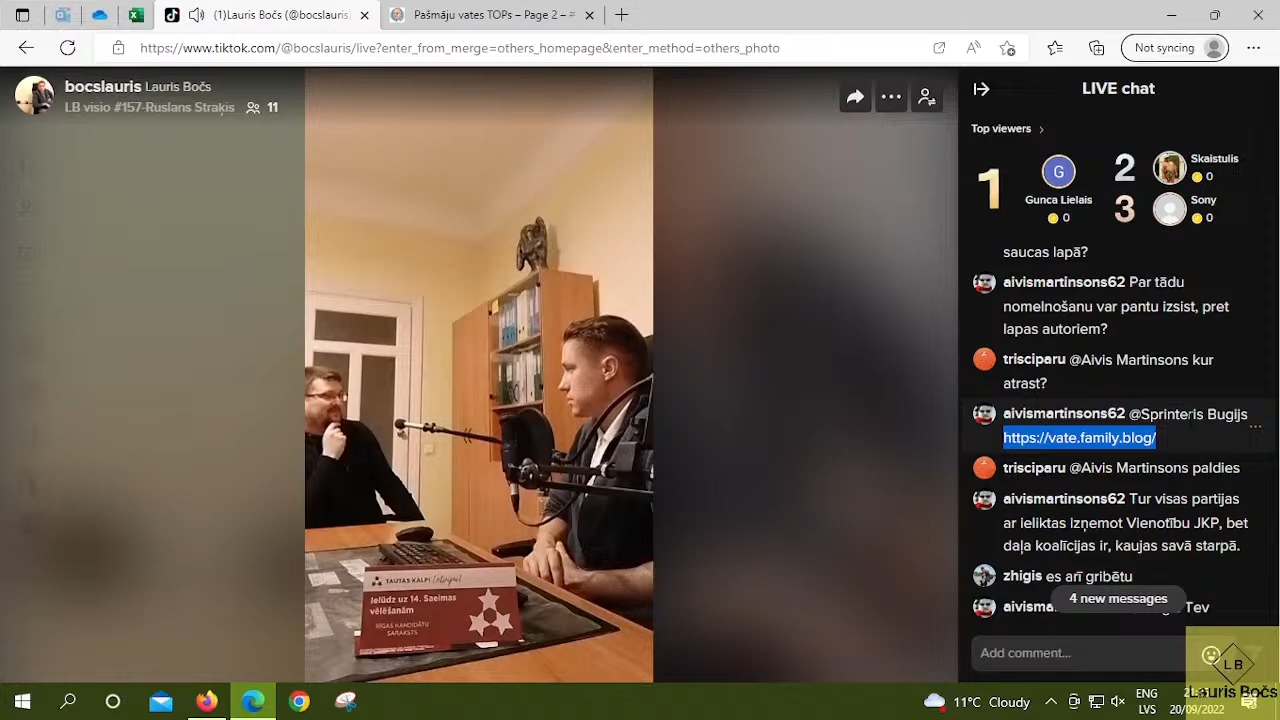 (1)Lauris Bočs (@bocslauris)
Pašmāju vates TOPs – Page 2 –
https://www.tiktok.com/@bocslauris/live?enter_from_merge=others_homepage&enter_method=others_photo
Not syncing
bocslauris Lauris Bočs
LB visio #157-Ruslans Straķis 11
LIVE chat
Top viewers
1
G
Gunca Lielais
0
2
Skaistulis
0
3
Sony
0
saucas lapā?
aivismartinsons62 Par tādu
nomelnošanu var pantu izsist, pret
lapas autoriem?
trisciparu @Aivis Martinsons kur
atrast?
aivismartinsons62 @Sprinteris Bugijs
https://vate.family.blog/
trisciparu @Aivis Martinsons paldies
aivismartinsons62 Tur visas partijas
ar ieliktas izņemot Vienotību JKP, bet
daļa koalīcijas ir, kaujas savā starpā.
zhigis es arī gribētu
4 new messages
Tev
Add comment...
TAUTAS KALPI Latvijai!
Ielūdz uz 14. Saeimas
vēlēšanām
RĪGAS KANDIDĀTU
SARAKSTS
LB
Lauris Bočs
11°C Cloudy
ENG
LVS
20/09/2022